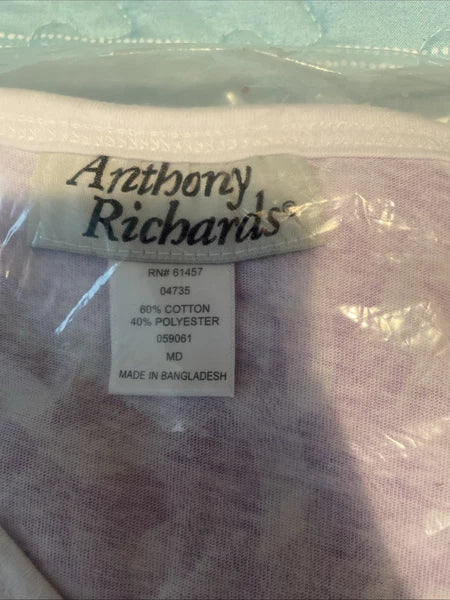 Anthony
Richards®
RN# 61457
04735
60% COTTON
40% POLYESTER
059061
MD
MADE IN BANGLADESH